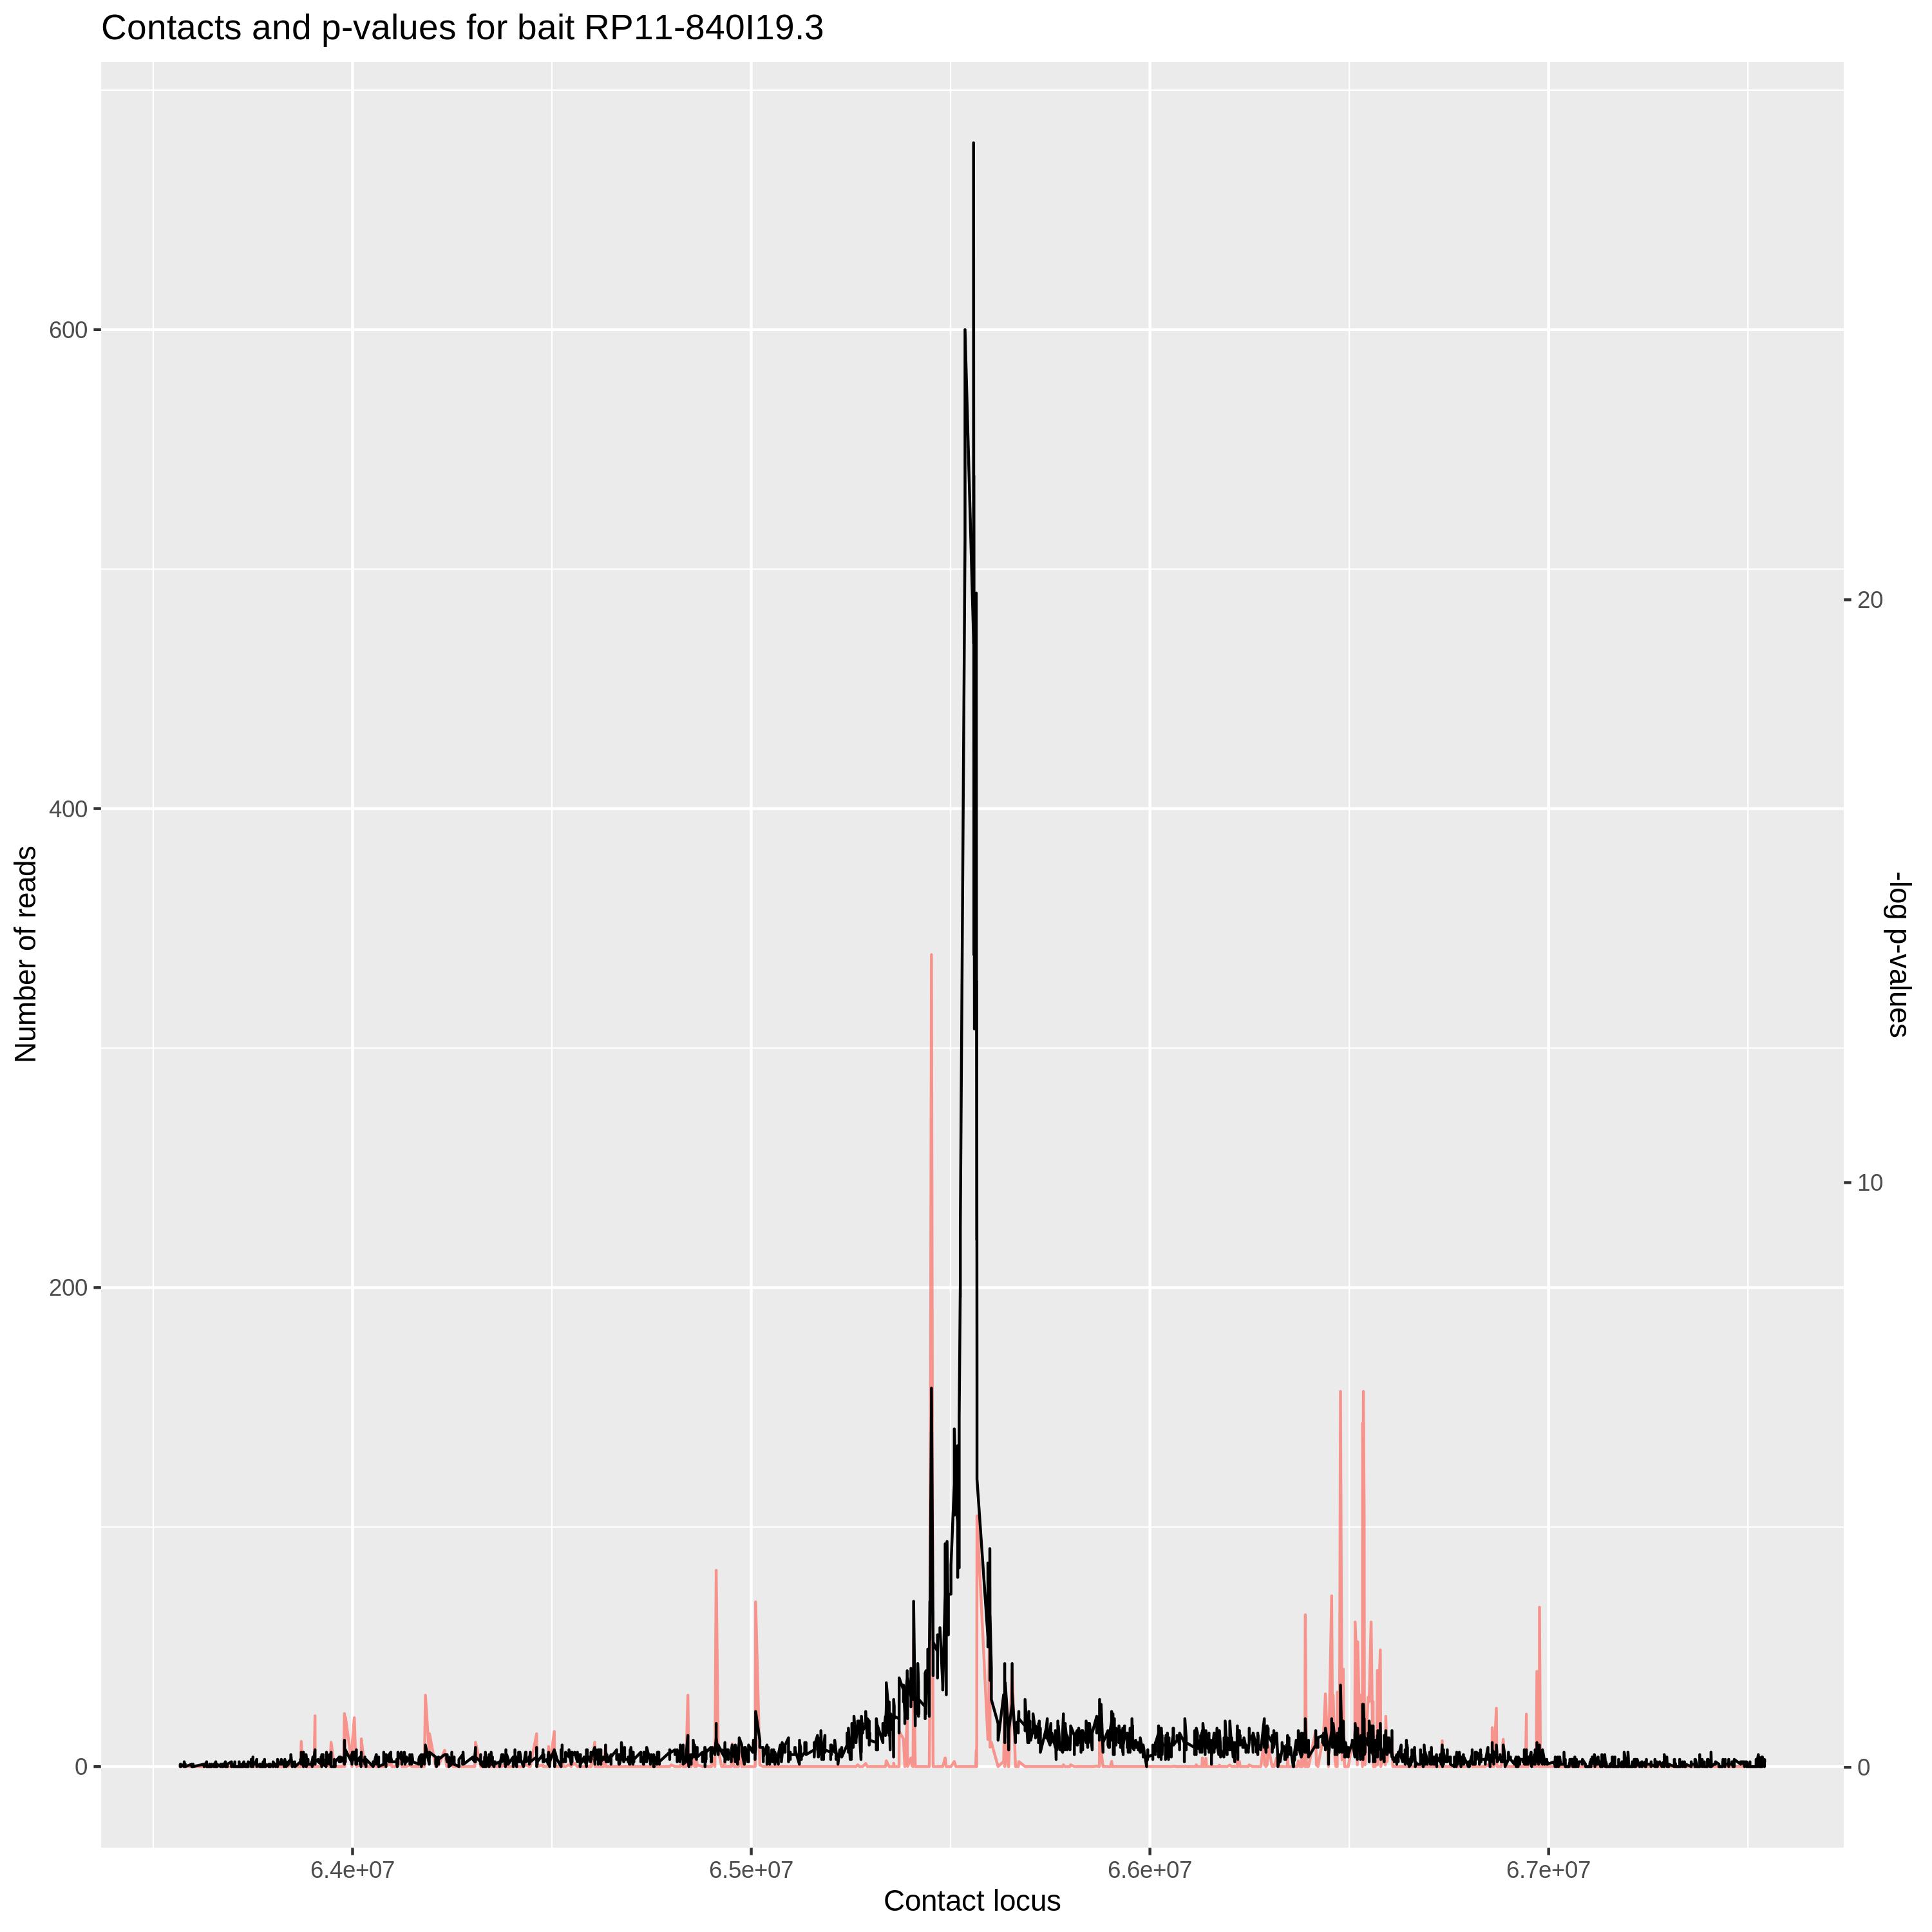 Contacts and p-values for bait RP11-840I19.3
600
400
200
0
Number of reads
20
10
0
-log p-values
6.4e+07
6.5e+07
6.6e+07
6.7e+07
Contact locus